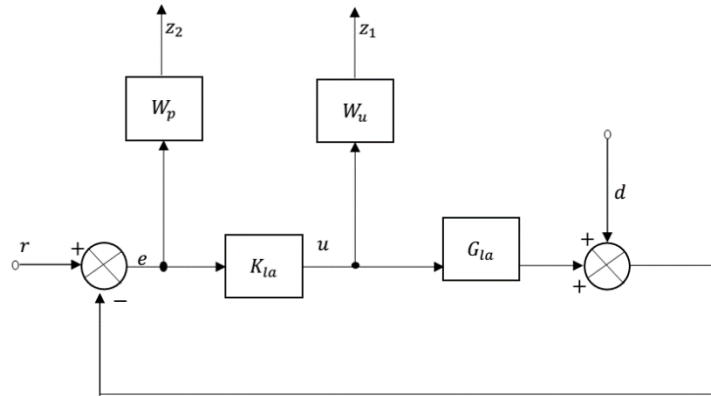 z₂ z₁
Wₚ Wᵤ
d
r + e Kₗₐ u Gₗₐ +
− +